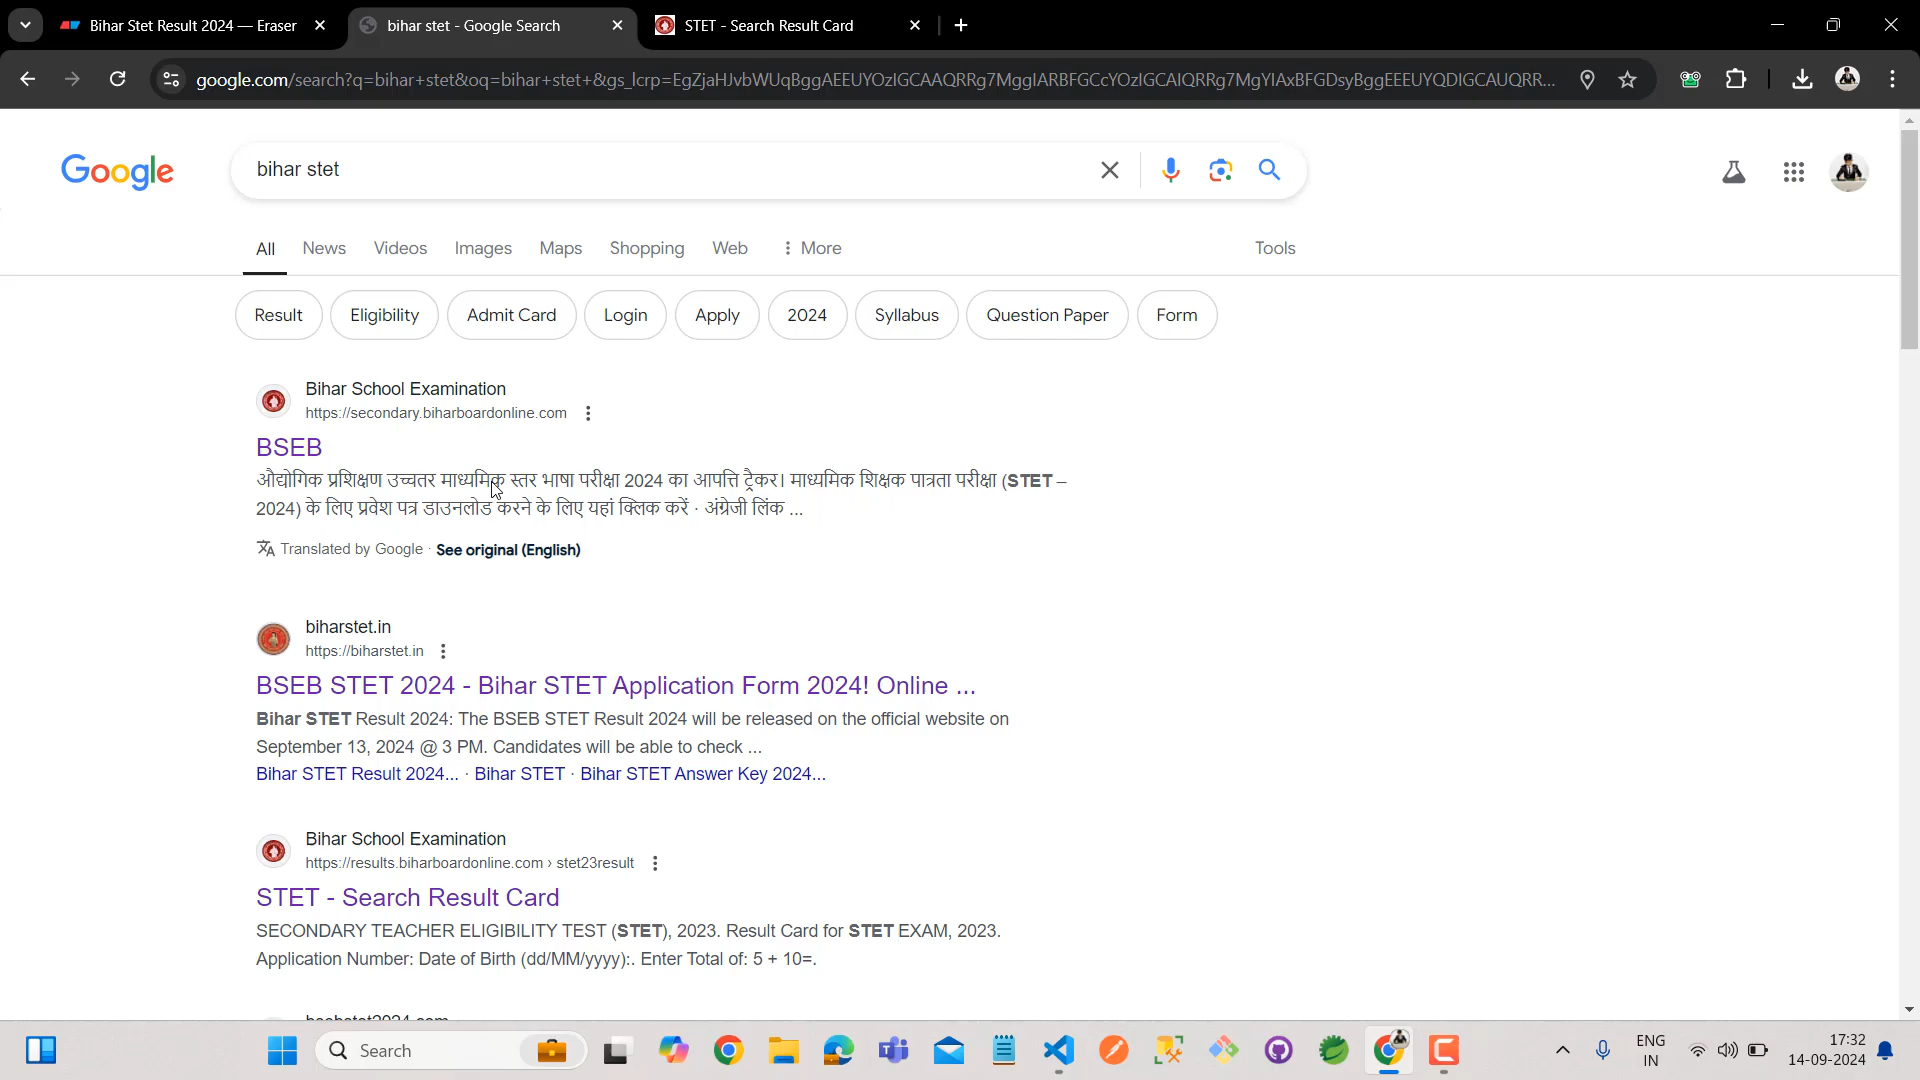 Bihar Stet Result 2024 — Eraser
bihar stet - Google Search
STET - Search Result Card
google.com/search?q=bihar+stet&oq=bihar+stet+&gs_lcrp=EgZjaHJvbWUqBggAEEUYOzIGCAAQRRg7MggIARBFGCcYOzIGCAIQRRg7MgYIAxBFGDsyBggEEEUYQDIGCAUQRR...
Google
bihar stet
All
News
Videos
Images
Maps
Shopping
Web
More
Tools
Result
Eligibility
Admit Card
Login
Apply
2024
Syllabus
Question Paper
Form
Bihar School Examination
https://secondary.biharboardonline.com
BSEB
औद्योगिक प्रशिक्षण उच्चतर माध्यमिक स्तर भाषा परीक्षा 2024 का आपत्ति ट्रैकर। माध्यमिक शिक्षक पात्रता परीक्षा (STET –
2024) के लिए प्रवेश पत्र डाउनलोड करने के लिए यहां क्लिक करें · अंग्रेजी लिंक ...
Translated by Google · See original (English)
biharstet.in
https://biharstet.in
BSEB STET 2024 - Bihar STET Application Form 2024! Online ...
Bihar STET Result 2024: The BSEB STET Result 2024 will be released on the official website on
September 13, 2024 @ 3 PM. Candidates will be able to check ...
Bihar STET Result 2024... · Bihar STET · Bihar STET Answer Key 2024...
Bihar School Examination
https://results.biharboardonline.com › stet23result
STET - Search Result Card
SECONDARY TEACHER ELIGIBILITY TEST (STET), 2023. Result Card for STET EXAM, 2023.
Application Number: Date of Birth (dd/MM/yyyy):. Enter Total of: 5 + 10=.
Search
ENG
IN
17:32
14-09-2024